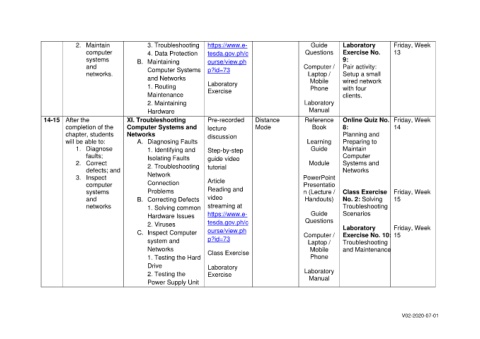 2. Maintain
computer
systems
and
networks.
3. Troubleshooting
4. Data Protection
B. Maintaining
Computer Systems
and Networks
1. Routing
Maintenance
2. Maintaining
Hardware
https://www.e-
tesda.gov.ph/c
ourse/view.ph
p?id=73
Laboratory
Exercise
Guide
Questions
Computer /
Laptop /
Mobile
Phone
Laboratory
Manual
Laboratory
Exercise No.
9:
Pair activity:
Setup a small
wired network
with four
clients.
Friday, Week
13
14-15
After the
completion of the
chapter, students
will be able to:
1. Diagnose
faults;
2. Correct
defects; and
3. Inspect
computer
systems
and
networks
XI. Troubleshooting
Computer Systems and
Networks
A. Diagnosing Faults
1. Identifying and
Isolating Faults
2. Troubleshooting
Network
Connection
Problems
B. Correcting Defects
1. Solving common
Hardware Issues
2. Viruses
C. Inspect Computer
system and
Networks
1. Testing the Hard
Drive
2. Testing the
Power Supply Unit
Pre-recorded
lecture
discussion
Step-by-step
guide video
tutorial
Article
Reading and
video
streaming at
https://www.e-
tesda.gov.ph/c
ourse/view.ph
p?id=73
Class Exercise
Laboratory
Exercise
Distance
Mode
Reference
Book
Learning
Guide
Module
PowerPoint
Presentatio
n (Lecture /
Handouts)
Guide
Questions
Computer /
Laptop /
Mobile
Phone
Laboratory
Manual
Online Quiz No.
8:
Planning and
Preparing to
Maintain
Computer
Systems and
Networks
Class Exercise
No. 2: Solving
Troubleshooting
Scenarios
Laboratory
Exercise No. 10:
Troubleshooting
and Maintenance
Friday, Week
14
Friday, Week
15
Friday, Week
15
V02-2020-07-01